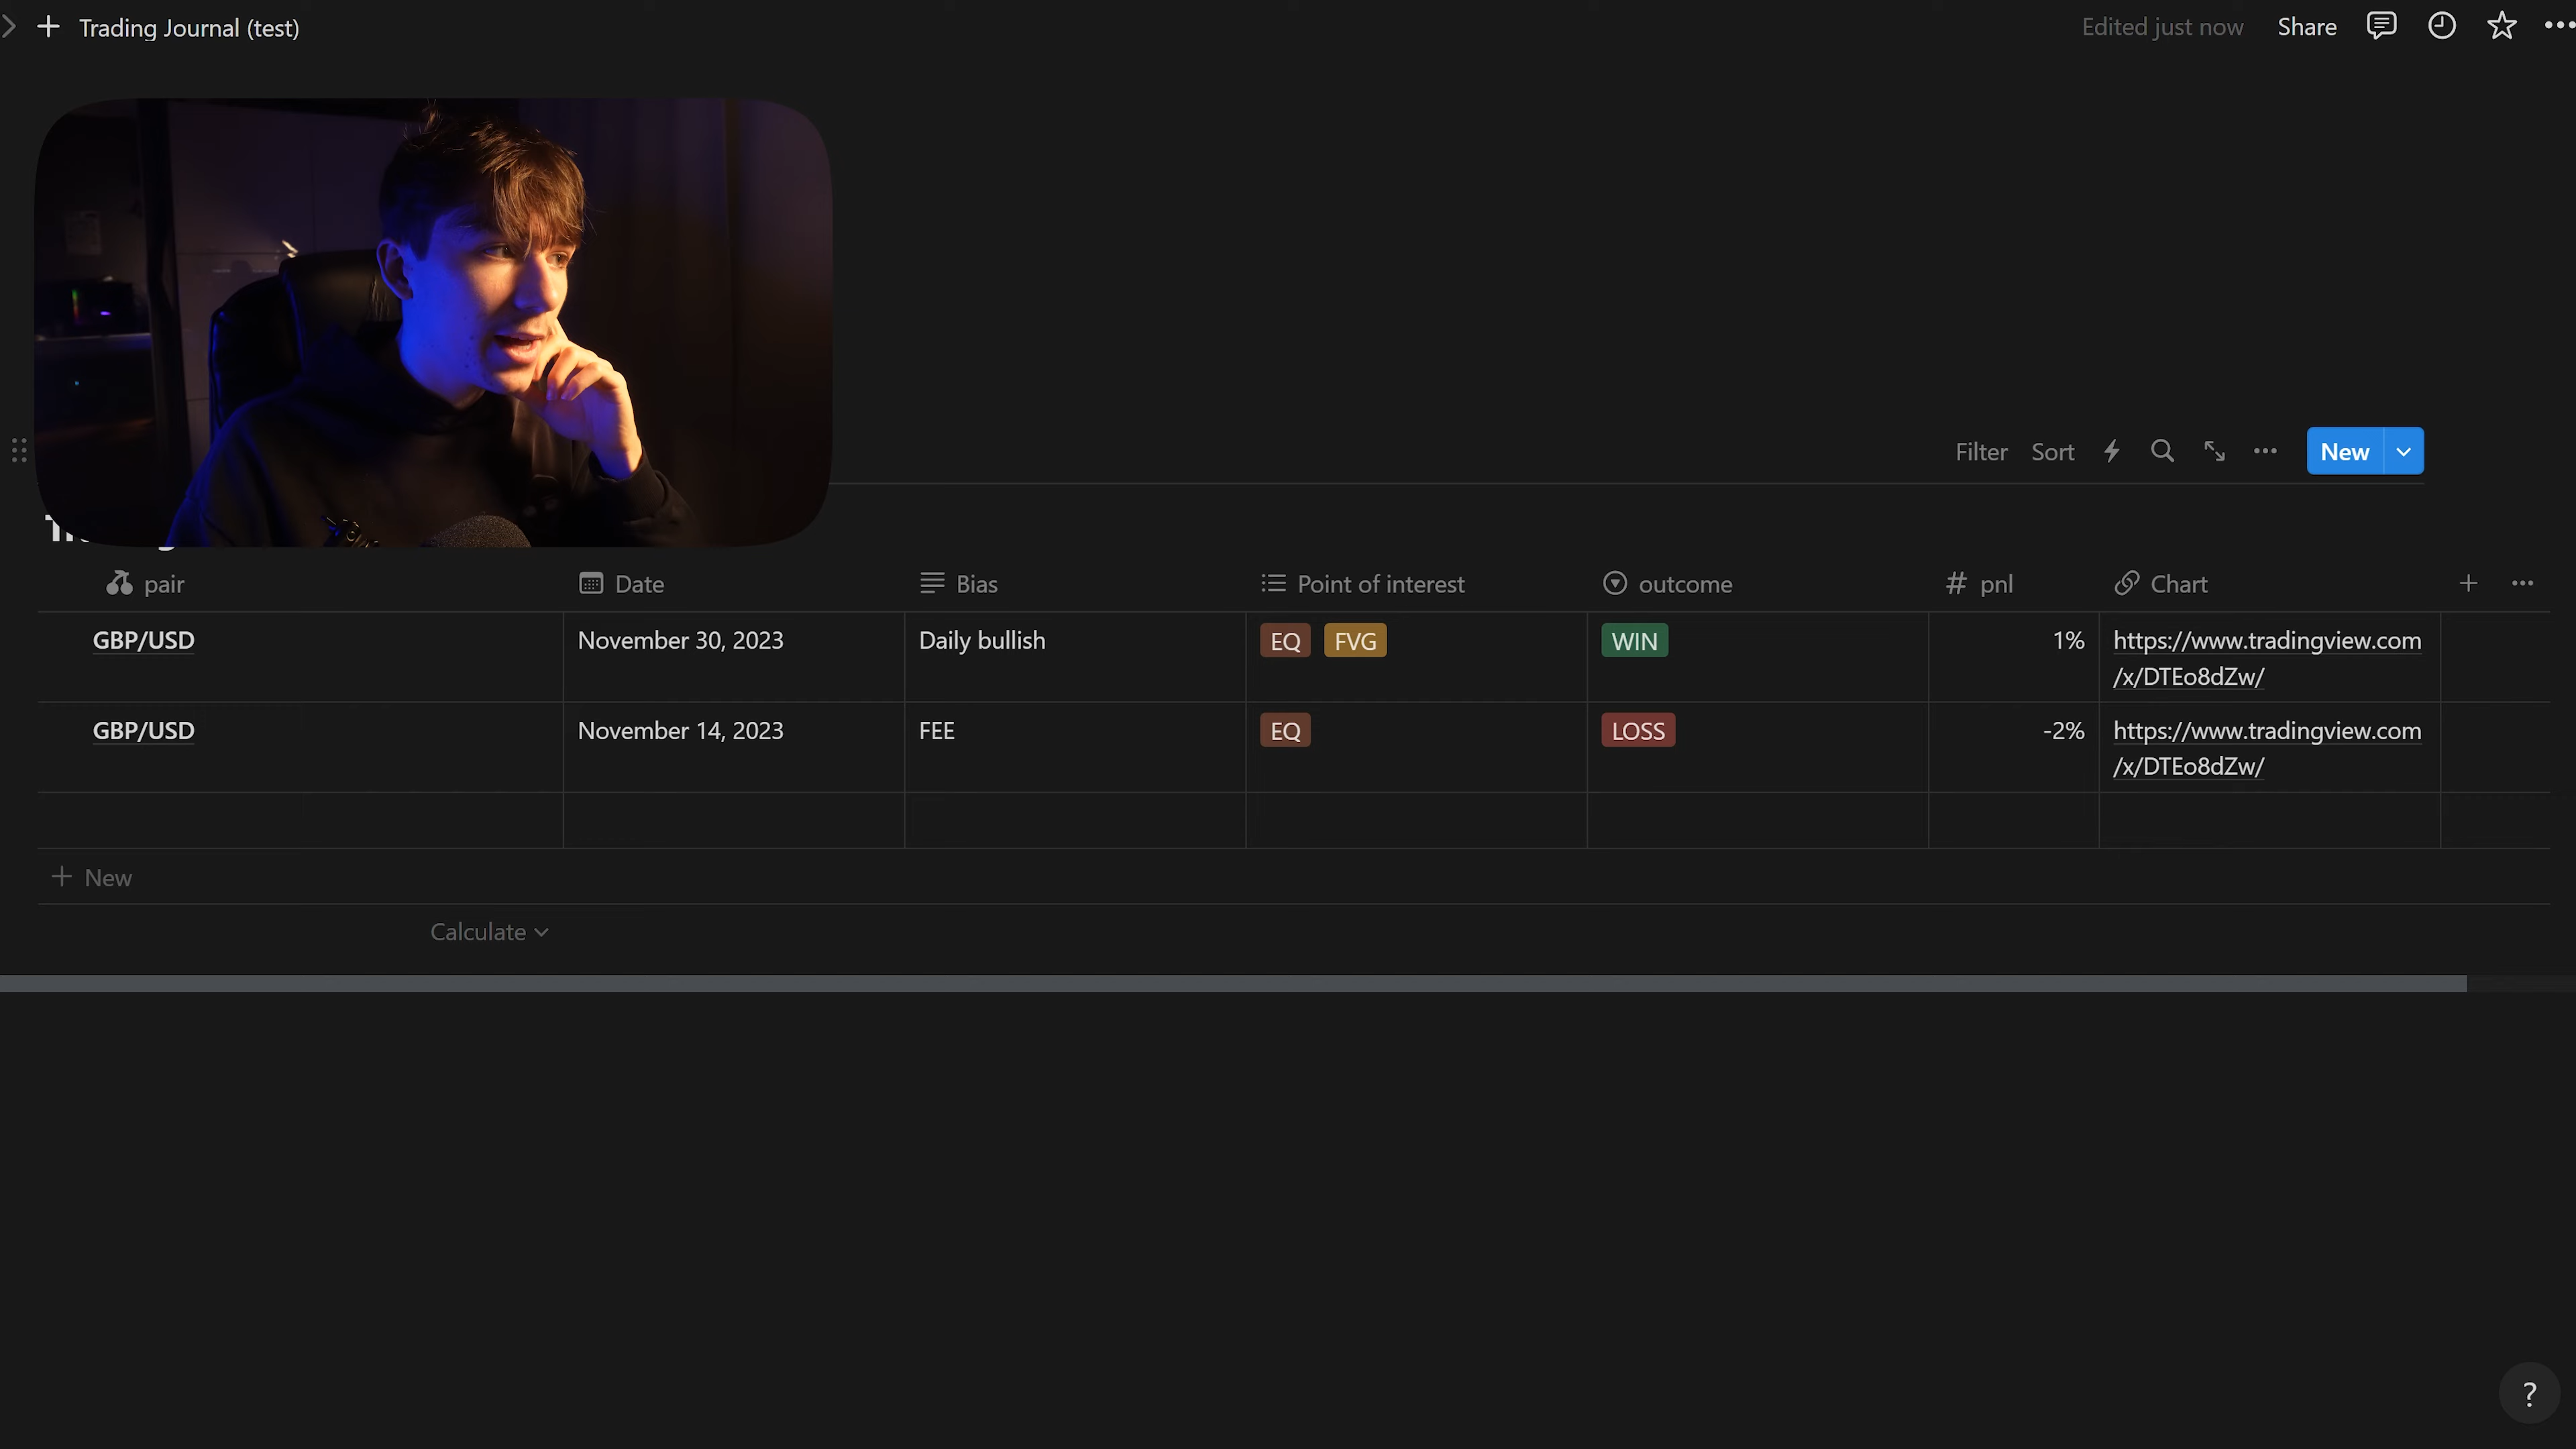 Trading Journal (test)
Edited just now Share
Filter Sort New
pair Date Bias Point of interest outcome pnl Chart
GBP/USD November 30, 2023 Daily bullish EQ FVG WIN 1% https://www.tradingview.com
/x/DTEo8dZw/
GBP/USD November 14, 2023 FEE EQ LOSS -2% https://www.tradingview.com
/x/DTEo8dZw/
+ New
Calculate
?